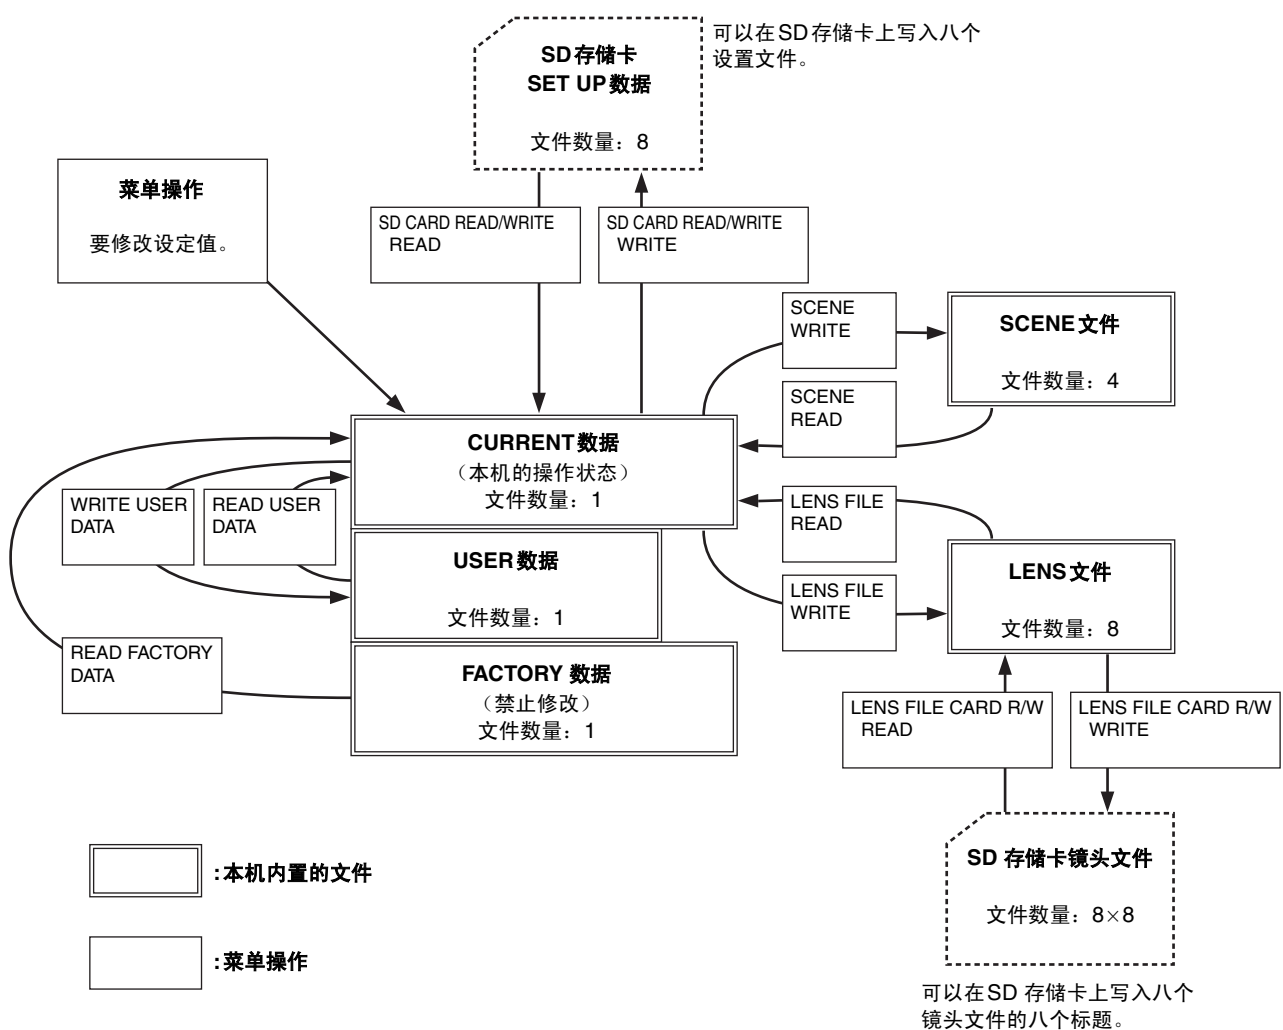 可以在SD存储卡上写入八个
设置文件。
SD存储卡
SET UP数据
文件数量：8
菜单操作
要修改设定值。
SD CARD READ/WRITE
READ
SD CARD READ/WRITE
WRITE
SCENE
WRITE
SCENE文件
文件数量：4
SCENE
READ
CURRENT数据
（本机的操作状态）
文件数量：1
WRITE USER
DATA
READ USER
DATA
LENS FILE
READ
USER数据
文件数量：1
LENS FILE
WRITE
LENS文件
文件数量：8
READ FACTORY
DATA
FACTORY 数据
（禁止修改）
文件数量：1
LENS FILE CARD R/W
READ
LENS FILE CARD R/W
WRITE
SD 存储卡镜头文件
文件数量：8×8
:本机内置的文件
:菜单操作
可以在SD 存储卡上写入八个
镜头文件的八个标题。